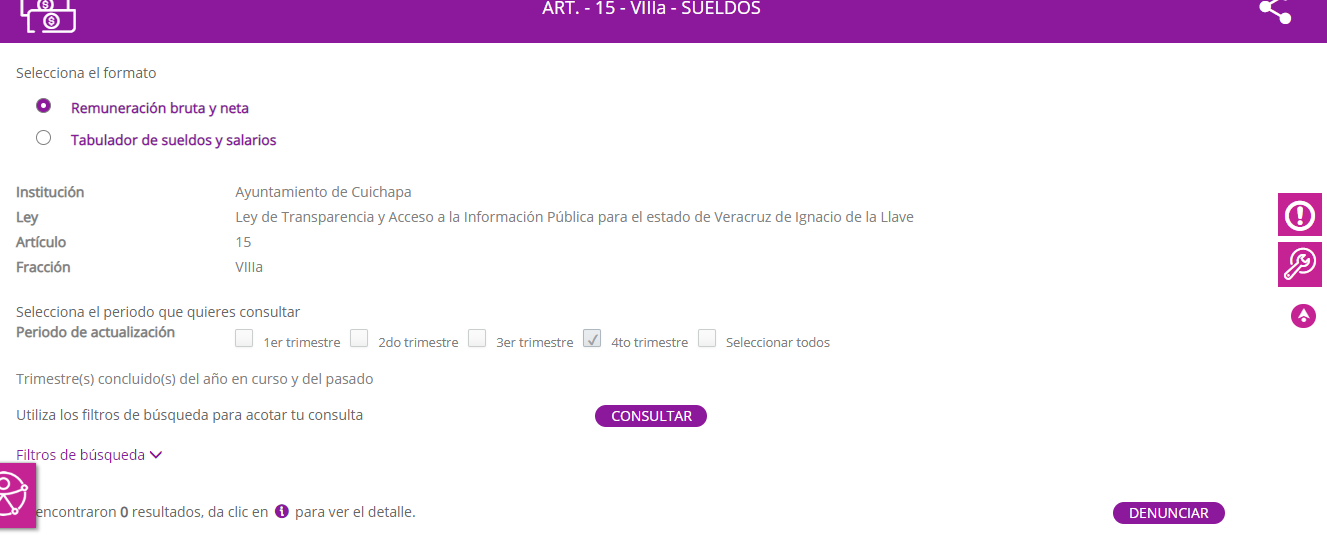 ART. - 15 - VIIIa - SUELDOS
Selecciona el formato
Remuneración bruta y neta
Tabulador de sueldos y salarios
Institución Ayuntamiento de Cuichapa
Ley Ley de Transparencia y Acceso a la Información Pública para el estado de Veracruz de Ignacio de la Llave
Artículo 15
Fracción VIIIa
Selecciona el periodo que quieres consultar
Periodo de actualización 1er trimestre 2do trimestre 3er trimestre 4to trimestre Seleccionar todos
Trimestre(s) concluido(s) del año en curso y del pasado
Utiliza los filtros de búsqueda para acotar tu consulta CONSULTAR
Filtros de búsqueda
encontraron 0 resultados, da clic en para ver el detalle. DENUNCIAR